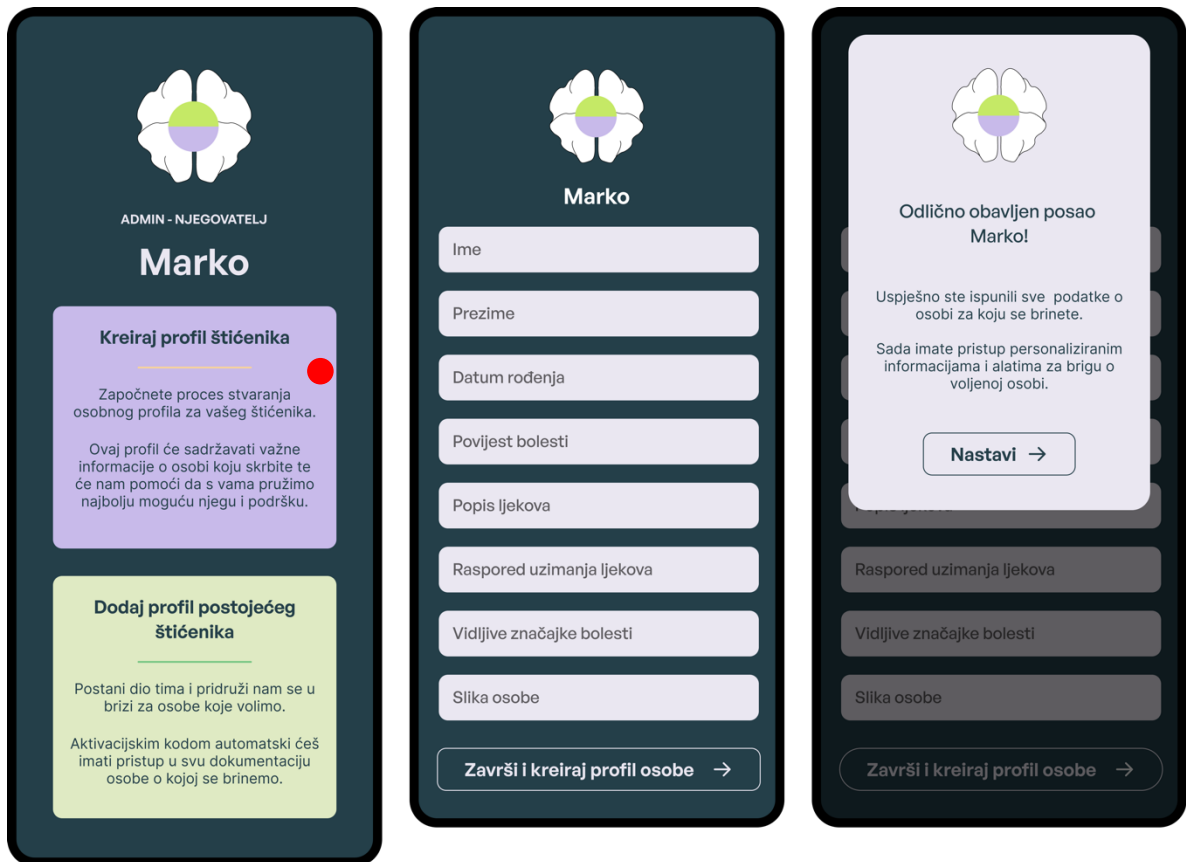 ADMIN - NJEGOVATELJ
Marko
Kreiraj profil štićenika
Započnete proces stvaranja
osobnog profila za vašeg štićenika.
Ovaj profil će sadržavati važne
informacije o osobi koju skrbite te
će nam pomoći da s vama pružimo
najbolju moguću njegu i podršku.
Dodaj profil postojećeg
štićenika
Postani dio tima i pridruži nam se u
brizi za osobe koje volimo.
Aktivacijskim kodom automatski ćeš
imati pristup u svu dokumentaciju
osobe o kojoj se brinemo.
Marko
Ime
Prezime
Datum rođenja
Povijest bolesti
Popis ljekova
Raspored uzimanja ljekova
Vidljive značajke bolesti
Slika osobe
Završi i kreiraj profil osobe →
Odlično obavljen posao
Marko!
Uspješno ste ispunili sve podatke o
osobi za koju se brinete.
Sada imate pristup personaliziranim
informacijama i alatima za brigu o
voljenoj osobi.
Nastavi →
Popis ljekova
Raspored uzimanja ljekova
Vidljive značajke bolesti
Slika osobe
Završi i kreiraj profil osobe →